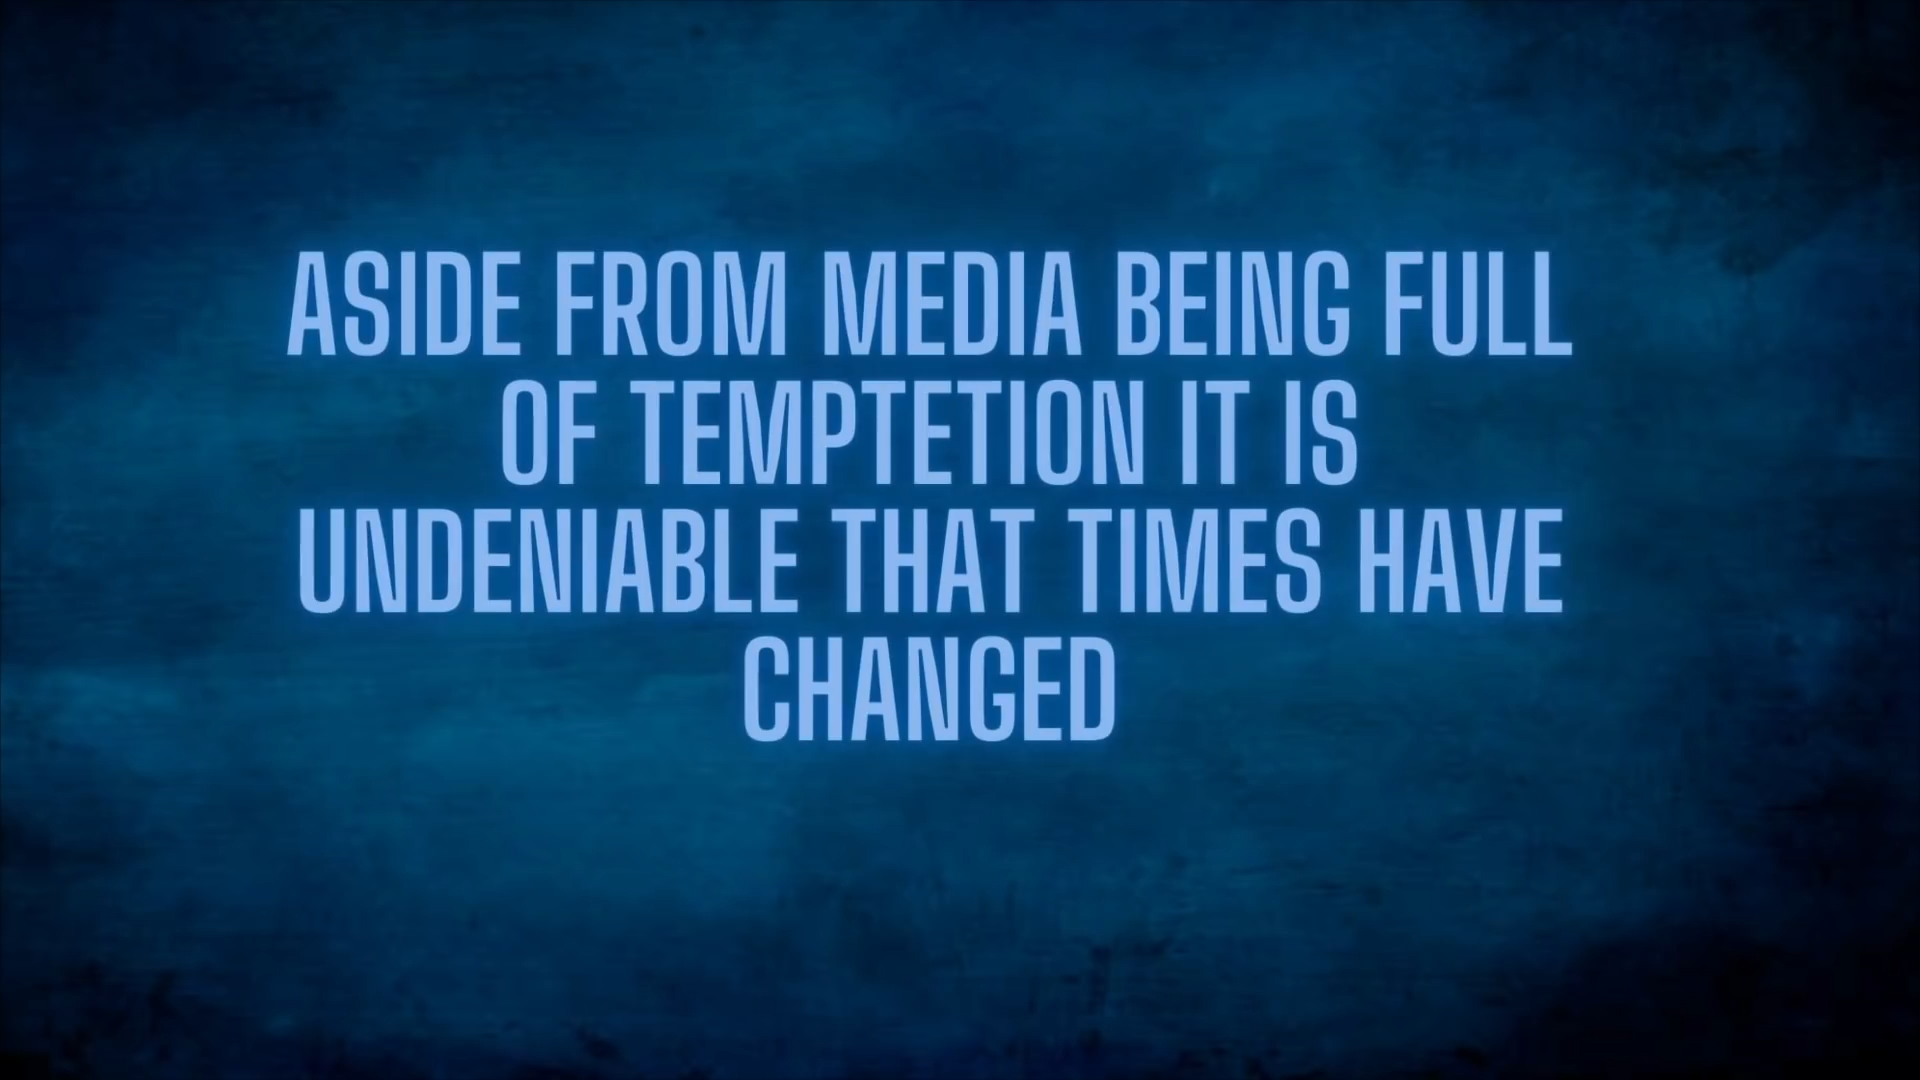 ASIDE FROM MEDIA BEING FULL
OF TEMPTETION IT IS
UNDENIABLE THAT TIMES HAVE
CHANGED